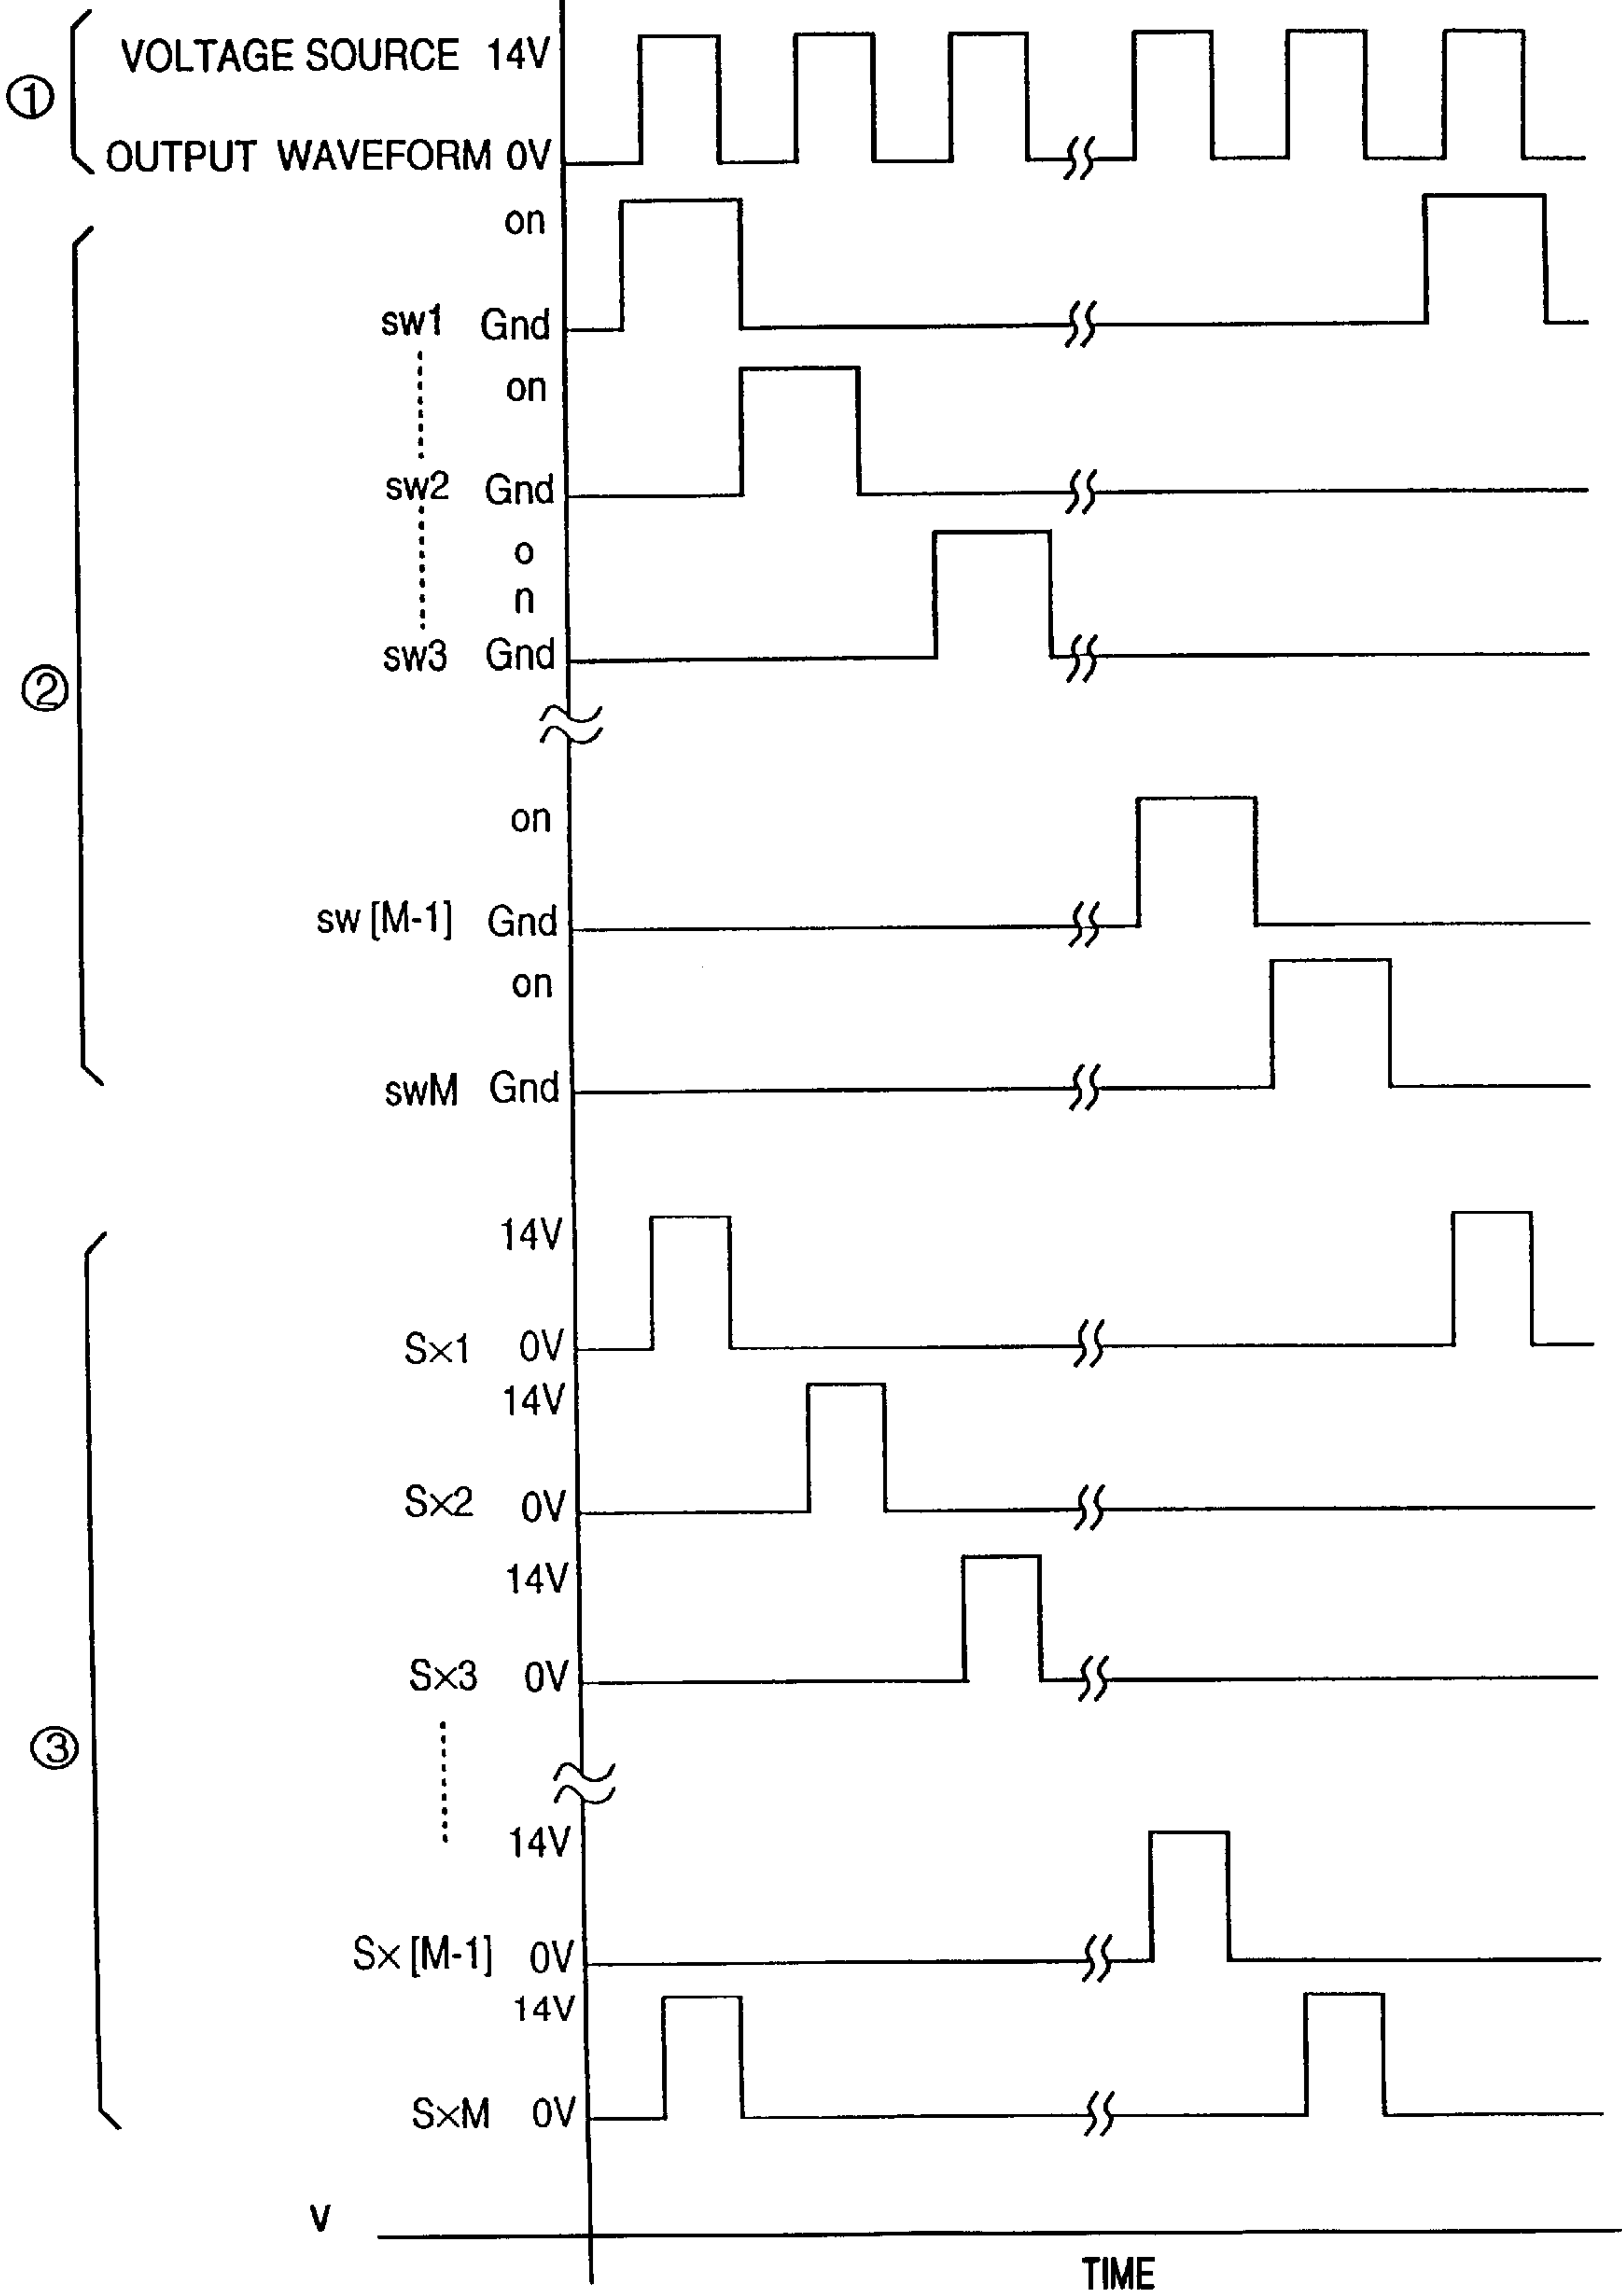 ①
VOLTAGE SOURCE 14V
OUTPUT WAVEFORM 0V
②
on
sw1 Gnd
on
sw2 Gnd
o
n
sw3 Gnd
on
sw [M-1] Gnd
on
swM Gnd
③
14V
S×1 0V
14V
S×2 0V
14V
S×3 0V
14V
S× [M-1] 0V
14V
S×M 0V
V
TIME